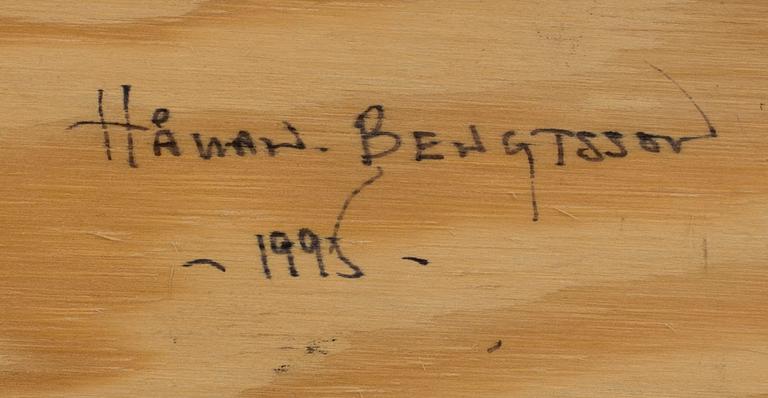 HÅKAN. BENGTSSON
~ 1995 -